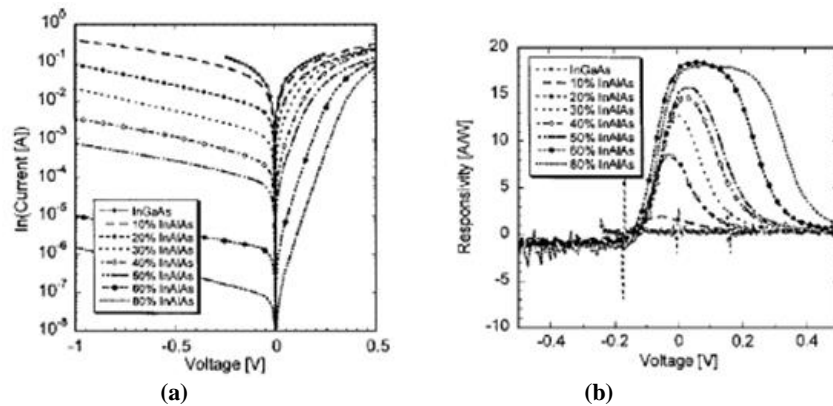 10⁰
10⁻¹
10⁻²
10⁻³
10⁻⁴
10⁻⁵
10⁻⁶
10⁻⁷
10⁻⁸
ln(Current [A])
InGaAs
10% InAlAs
20% InAlAs
30% InAlAs
40% InAlAs
50% InAlAs
60% InAlAs
80% InAlAs
-1
-0.5
0
0.5
Voltage [V]
(a)
20
15
10
5
0
-5
-10
Responsivity [A/W]
InGaAs
10% InAlAs
20% InAlAs
30% InAlAs
40% InAlAs
50% InAlAs
60% InAlAs
80% InAlAs
-0.4
-0.2
0
0.2
0.4
Voltage [V]
(b)